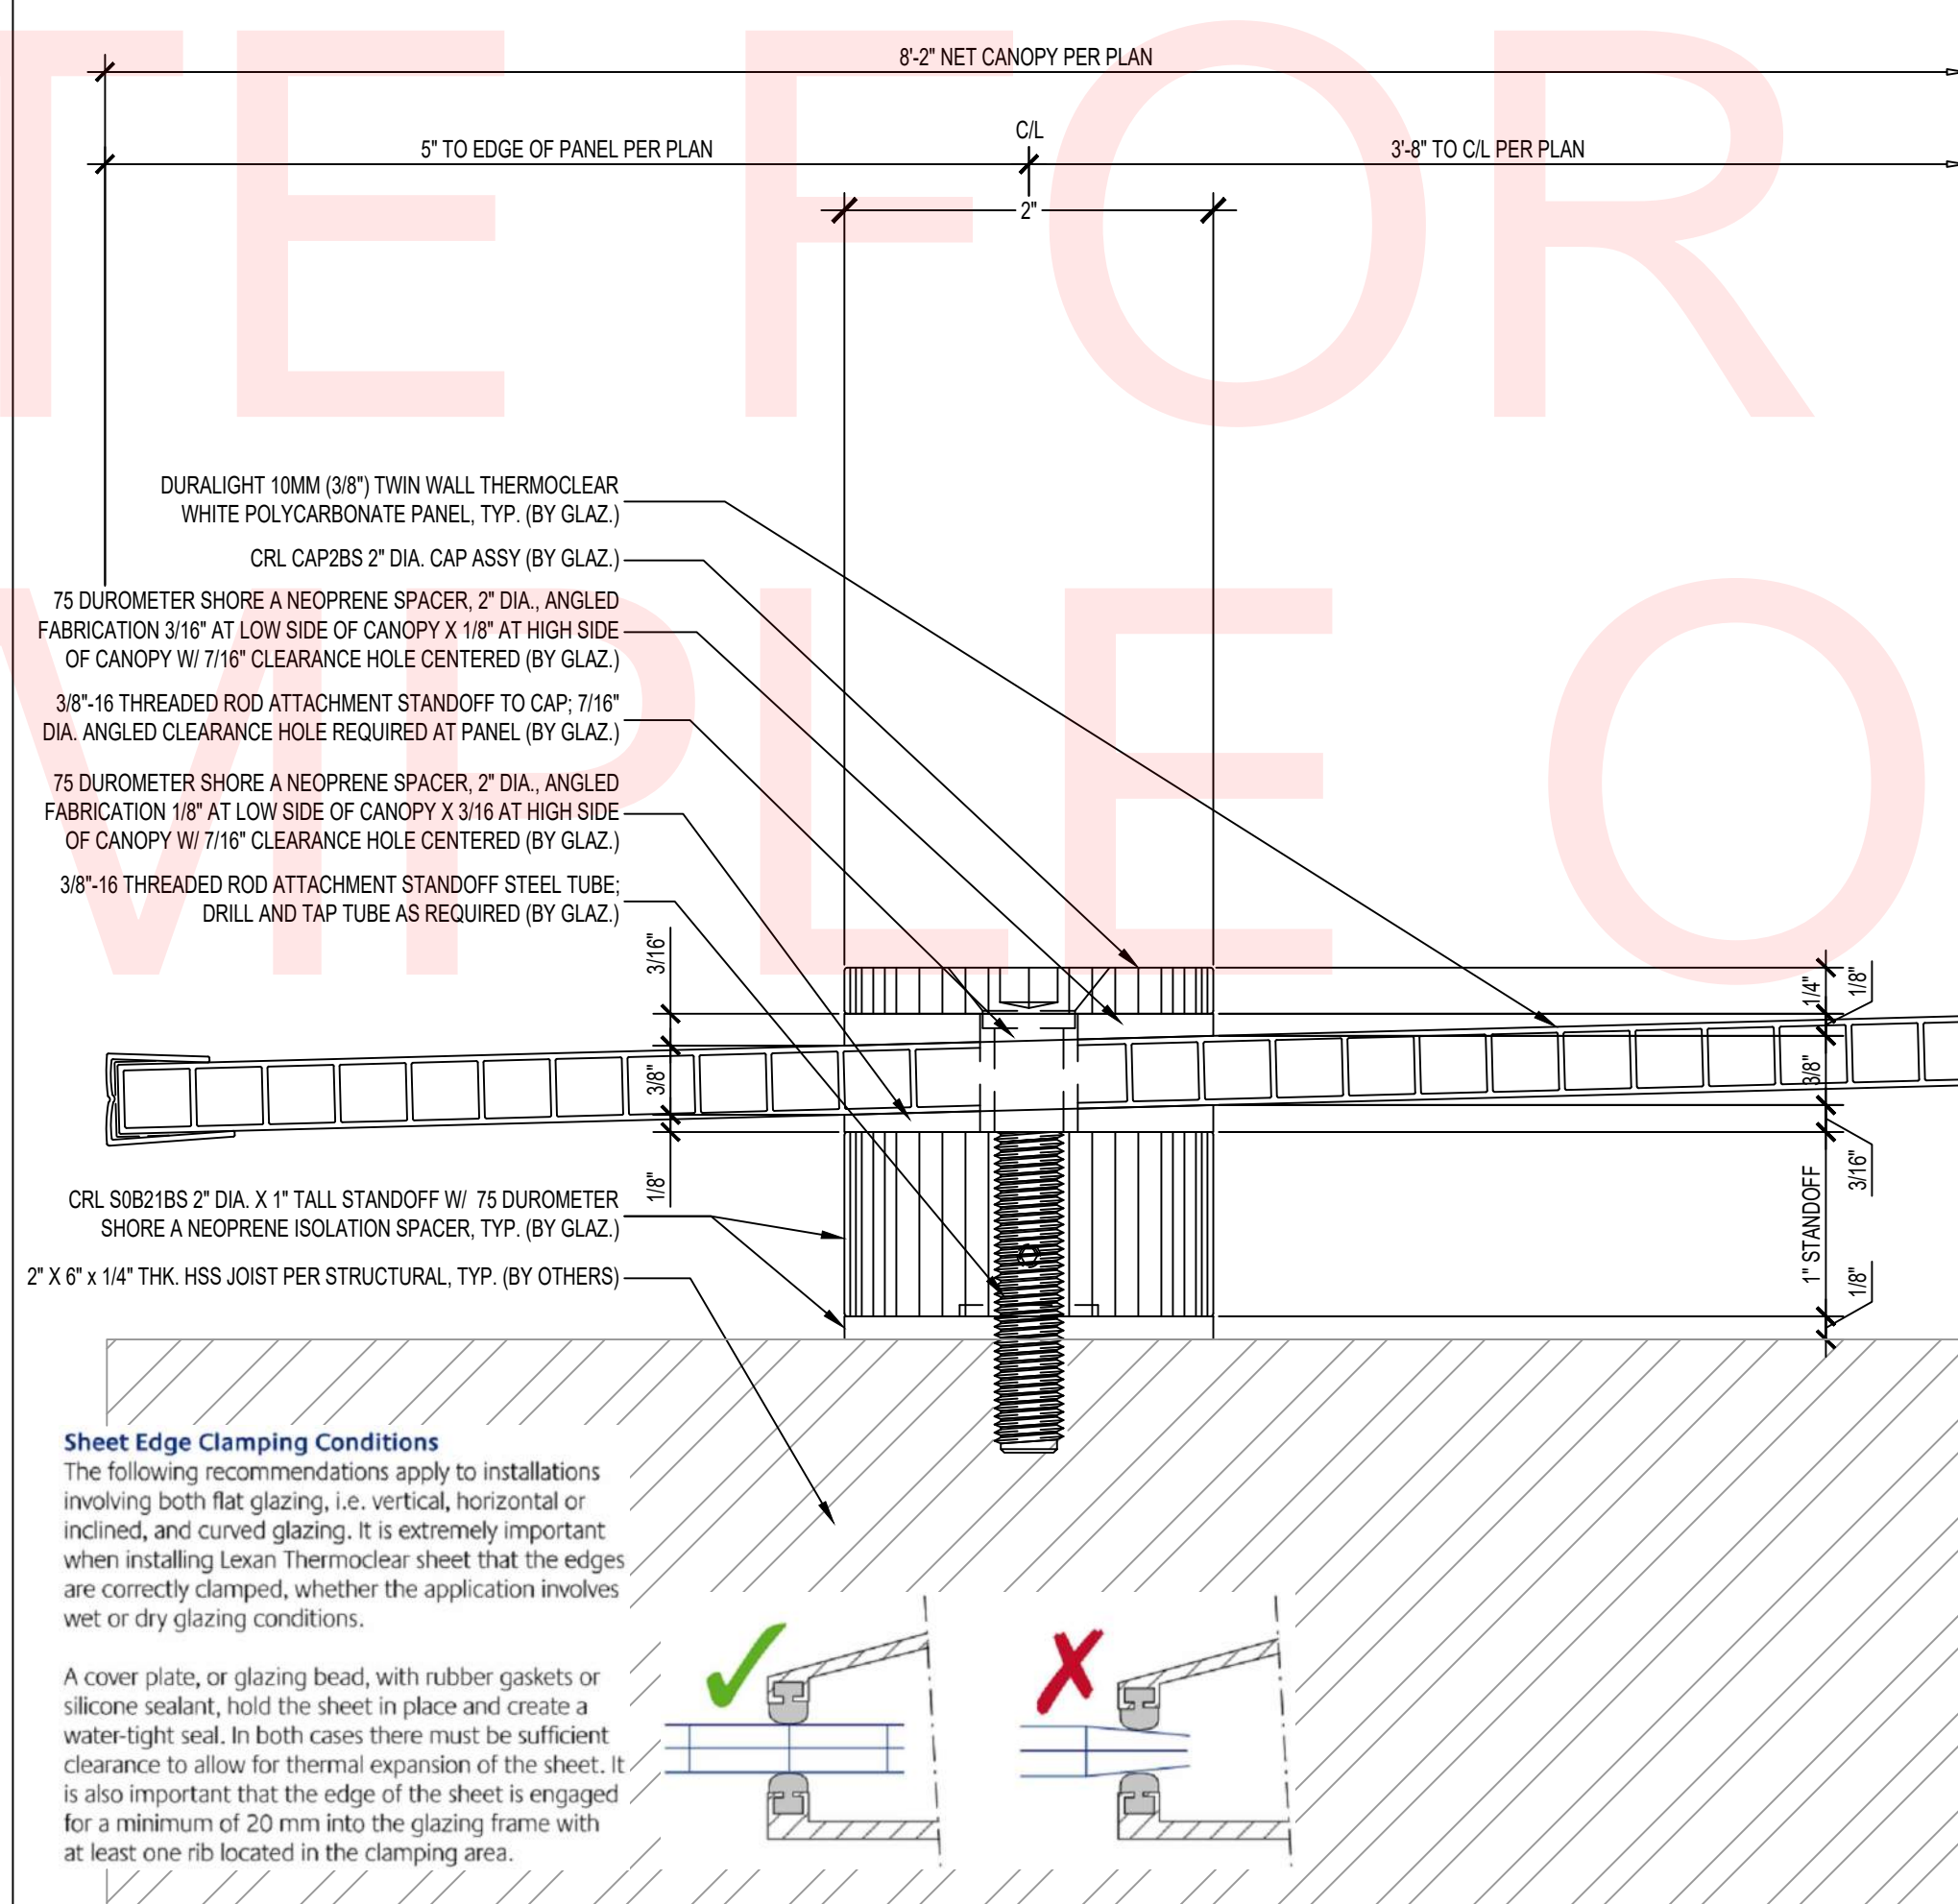 TE FOR
MPLE O
8'-2" NET CANOPY PER PLAN
C/L
5" TO EDGE OF PANEL PER PLAN
3'-8" TO C/L PER PLAN
2"
DURALIGHT 10MM (3/8") TWIN WALL THERMOCLEAR
WHITE POLYCARBONATE PANEL, TYP. (BY GLAZ.)
CRL CAP2BS 2" DIA. CAP ASSY (BY GLAZ.)
75 DUROMETER SHORE A NEOPRENE SPACER, 2" DIA., ANGLED
FABRICATION 3/16" AT LOW SIDE OF CANOPY X 1/8" AT HIGH SIDE
OF CANOPY W/ 7/16" CLEARANCE HOLE CENTERED (BY GLAZ.)
3/8"-16 THREADED ROD ATTACHMENT STANDOFF TO CAP; 7/16"
DIA. ANGLED CLEARANCE HOLE REQUIRED AT PANEL (BY GLAZ.)
75 DUROMETER SHORE A NEOPRENE SPACER, 2" DIA., ANGLED
FABRICATION 1/8" AT LOW SIDE OF CANOPY X 3/16 AT HIGH SIDE
OF CANOPY W/ 7/16" CLEARANCE HOLE CENTERED (BY GLAZ.)
3/8"-16 THREADED ROD ATTACHMENT STANDOFF STEEL TUBE;
DRILL AND TAP TUBE AS REQUIRED (BY GLAZ.)
3/16"
3/8"
1/8"
1/4"
1/8"
3/8"
3/16"
1" STANDOFF
1/8"
CRL S0B21BS 2" DIA. X 1" TALL STANDOFF W/ 75 DUROMETER
SHORE A NEOPRENE ISOLATION SPACER, TYP. (BY GLAZ.)
2" X 6" x 1/4" THK. HSS JOIST PER STRUCTURAL, TYP. (BY OTHERS)
Sheet Edge Clamping Conditions
The following recommendations apply to installations
involving both flat glazing, i.e. vertical, horizontal or
inclined, and curved glazing. It is extremely important
when installing Lexan Thermoclear sheet that the edges
are correctly clamped, whether the application involves
wet or dry glazing conditions.
A cover plate, or glazing bead, with rubber gaskets or
silicone sealant, hold the sheet in place and create a
water-tight seal. In both cases there must be sufficient
clearance to allow for thermal expansion of the sheet. It
is also important that the edge of the sheet is engaged
for a minimum of 20 mm into the glazing frame with
at least one rib located in the clamping area.